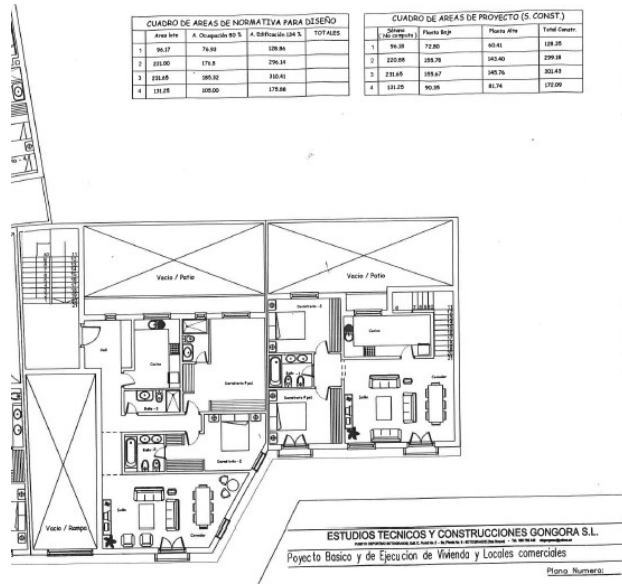 CUADRO DE AREAS DE NORMATIVA PARA DISEÑO
Area lote A. Ocupación 80 % A. Edificación 134 % TOTALES
1 96.17 76.93 128.86
2 221.00 176.8 296.14
3 231.65 185.32 310.41
4 131.25 105.00 175.88
CUADRO DE AREAS DE PROYECTO (S. CONST.)
Sótano (No computa) Planta Baja Planta Alta Total Constr.
1 96.18 72.80 60.41
2 220.88 143.40 299.18
3 231.65 155.67 145.76 301.43
4 131.25 90.35 81.74 172.09
Vacio / Patio
Vacio / Patio
Hall
Cocina
Dormitorio Ppal
Baño - 2
Dormitorio - 2
Vacio / Rampa
Salón
Comedor
Dormitorio - 2
Cocina
Baño - 1
Dormitorio Ppal
Salón
Comedor
ESTUDIOS TECNICOS Y CONSTRUCCIONES GONGORA S.L.
Poyecto Basico y de Ejecucion de Vivienda y Locales comerciales
Plano Numero: